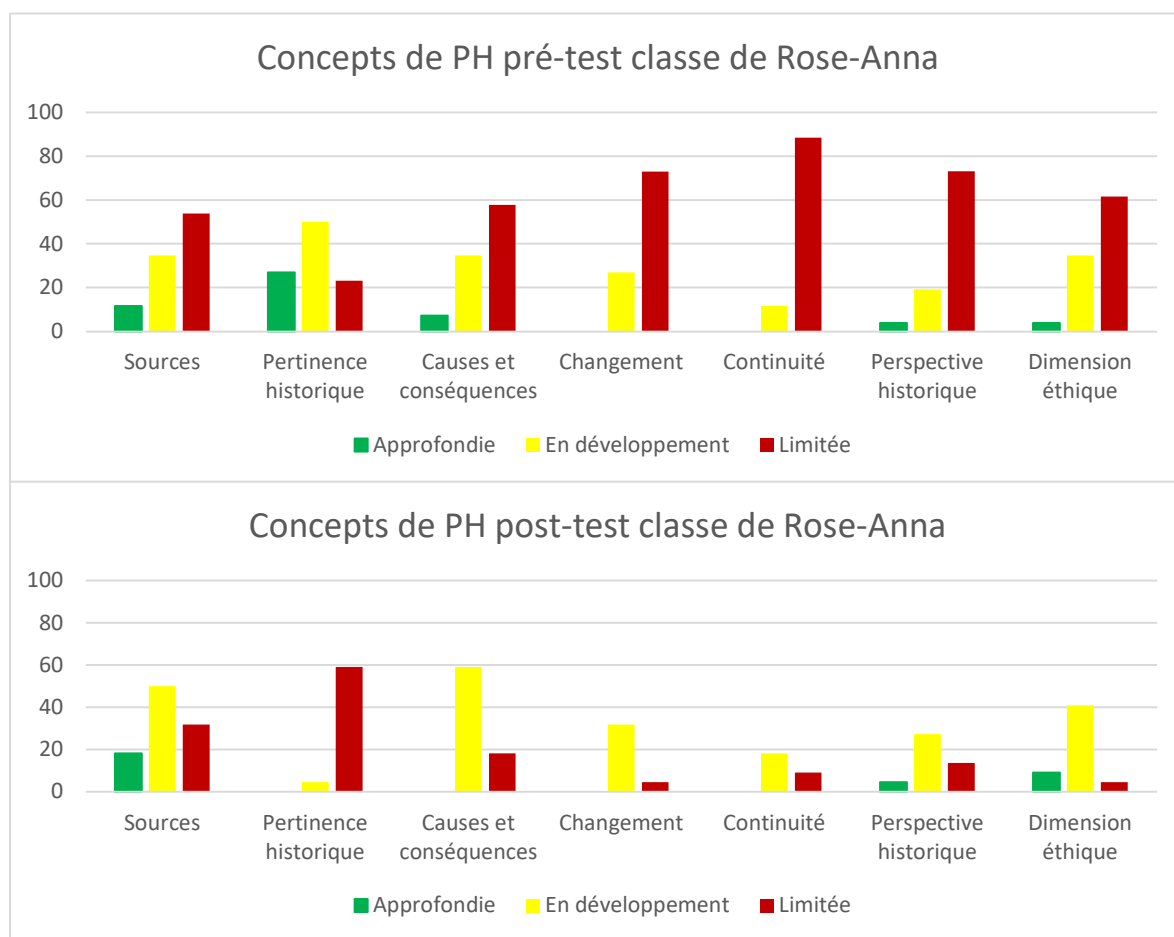 Concepts de PH pré-test classe de Rose-Anna
100
80
60
40
20
0
Sources Pertinence historique Causes et conséquences Changement Continuité Perspective historique Dimension éthique
Approfondie En développement Limitée
Concepts de PH post-test classe de Rose-Anna
100
80
60
40
20
0
Sources Pertinence historique Causes et conséquences Changement Continuité Perspective historique Dimension éthique
Approfondie En développement Limitée